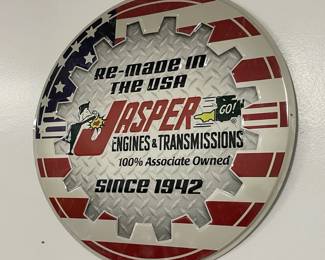 RE-MADE IN
THE USA
JASPER
GO!
ENGINES & TRANSMISSIONS
100% Associate Owned
SINCE 1942